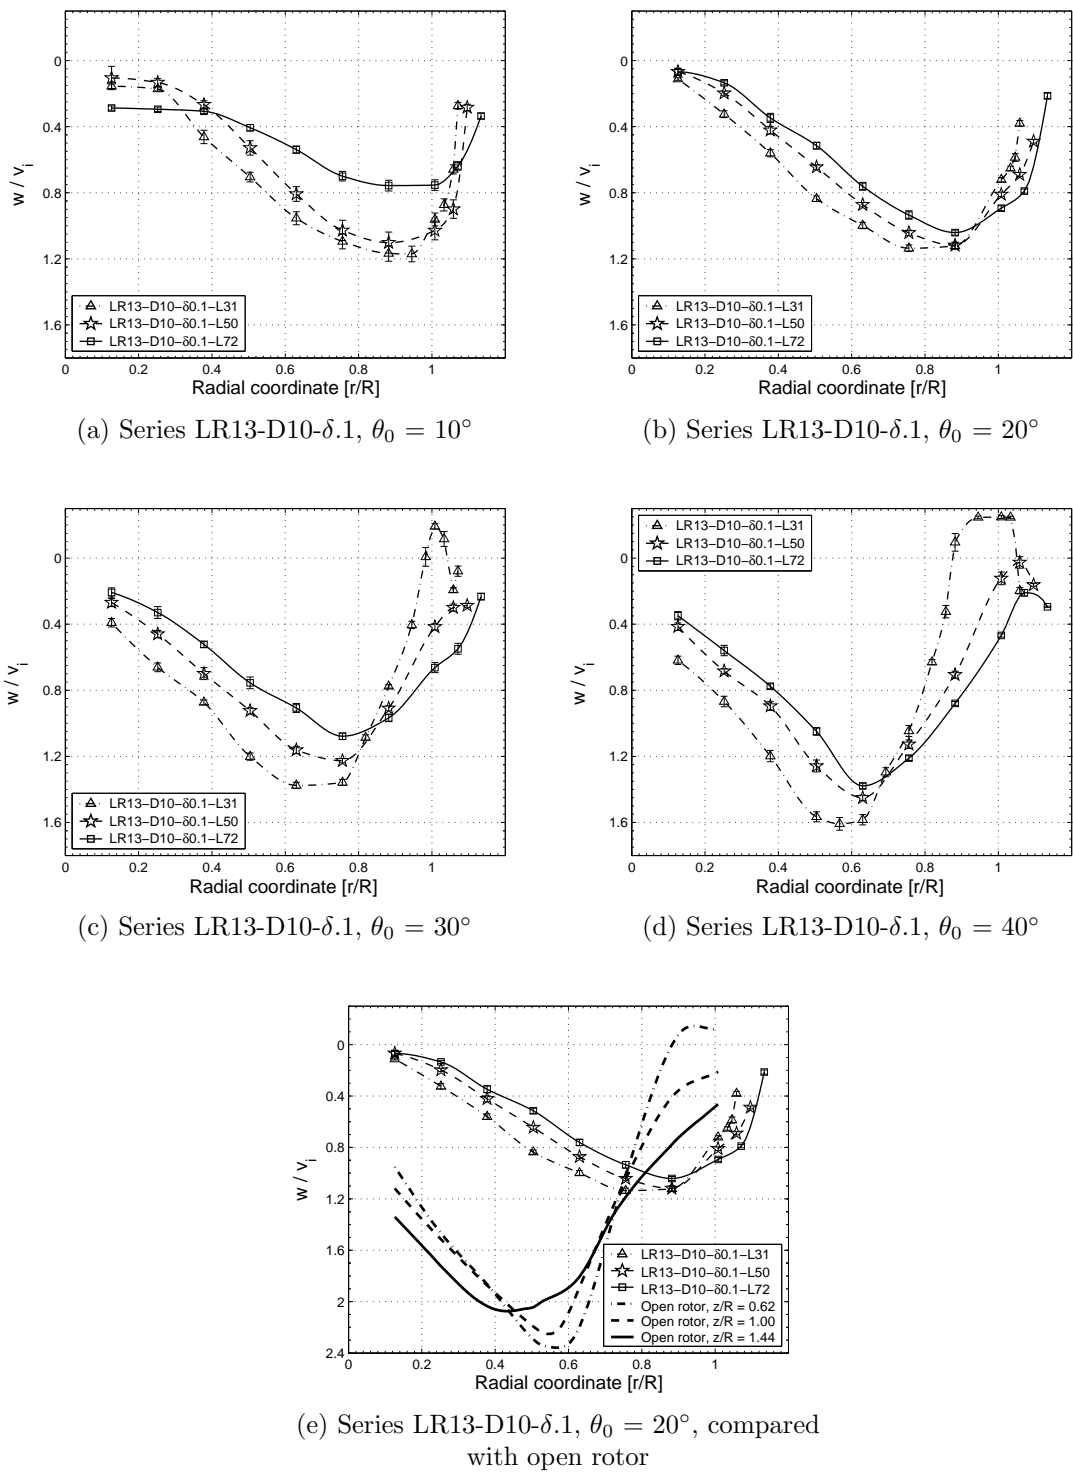 0
0.4
0.8
1.2
1.6
w / v_i
LR13–D10–δ0.1–L31
LR13–D10–δ0.1–L50
LR13–D10–δ0.1–L72
0 0.2 0.4 0.6 0.8 1
Radial coordinate [r/R]
(a) Series LR13-D10-δ.1, θ₀ = 10°
0
0.4
0.8
1.2
1.6
w / v_i
LR13–D10–δ0.1–L31
LR13–D10–δ0.1–L50
LR13–D10–δ0.1–L72
0 0.2 0.4 0.6 0.8 1
Radial coordinate [r/R]
(b) Series LR13-D10-δ.1, θ₀ = 20°
0
0.4
0.8
1.2
1.6
w / v_i
LR13–D10–δ0.1–L31
LR13–D10–δ0.1–L50
LR13–D10–δ0.1–L72
0 0.2 0.4 0.6 0.8 1
Radial coordinate [r/R]
(c) Series LR13-D10-δ.1, θ₀ = 30°
LR13–D10–δ0.1–L31
LR13–D10–δ0.1–L50
LR13–D10–δ0.1–L72
0
0.4
0.8
1.2
1.6
w / v_i
0 0.2 0.4 0.6 0.8 1
Radial coordinate [r/R]
(d) Series LR13-D10-δ.1, θ₀ = 40°
0
0.4
0.8
1.2
1.6
2
2.4
w / v_i
LR13–D10–δ0.1–L31
LR13–D10–δ0.1–L50
LR13–D10–δ0.1–L72
Open rotor, z/R = 0.62
Open rotor, z/R = 1.00
Open rotor, z/R = 1.44
0 0.2 0.4 0.6 0.8 1
Radial coordinate [r/R]
(e) Series LR13-D10-δ.1, θ₀ = 20°, compared
with open rotor